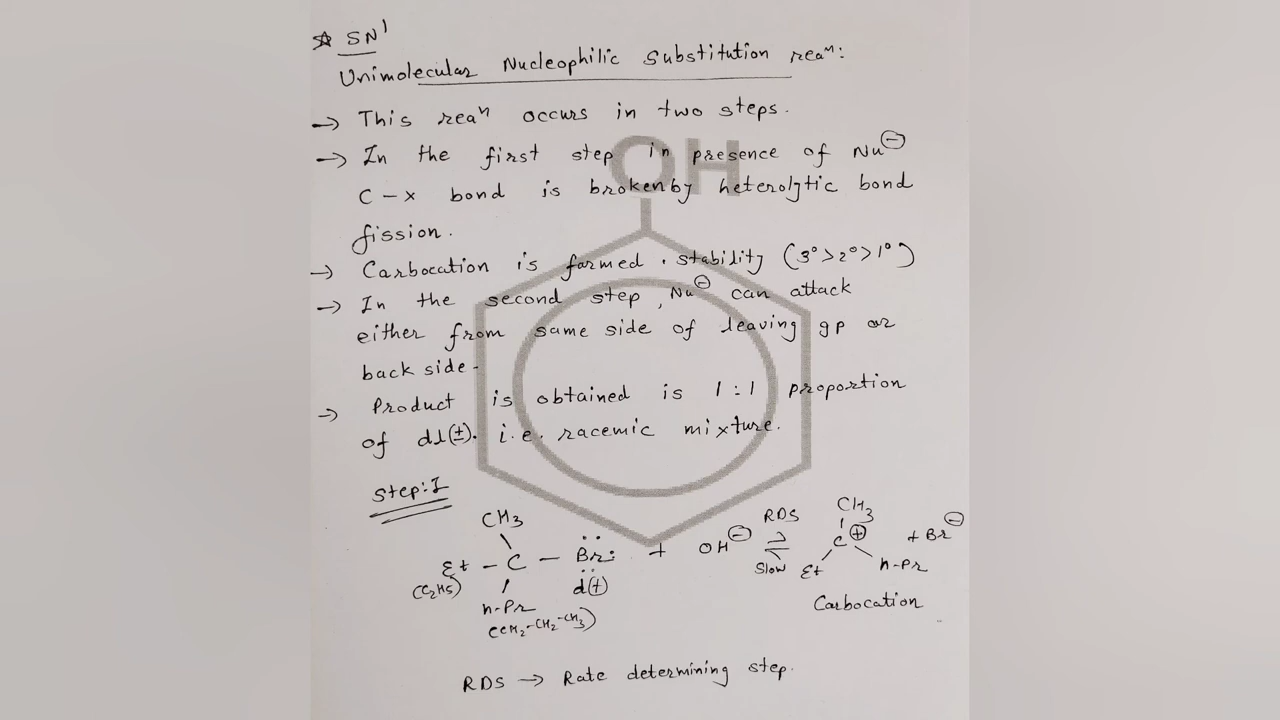 ☆ SN¹
Unimolecular Nucleophilic Substitution reaⁿ:
→ This reaⁿ occurs in two steps.
→ In the first step in presence of Nu⊖
C – x bond is broken by heterolytic bond
fission.
→ Carbocation is formed. stability (3°>2°>1°)
→ In the second step, Nu⊖ can attack
either from same side of leaving gp or
back side.
→ Product is obtained is 1:1 proportion
of dl(±). i.e. racemic mixture.
Step:I
CH₃ RDS CH₃
Et – C – Br: + OH⊖ ⇌ C⊕ + Br⊖
(C₂H5) d(+) Slow Et n-Pr
n-Pr Carbocation
(CH₂-CH₂-CH₃)
RDS → Rate determining step.
OH